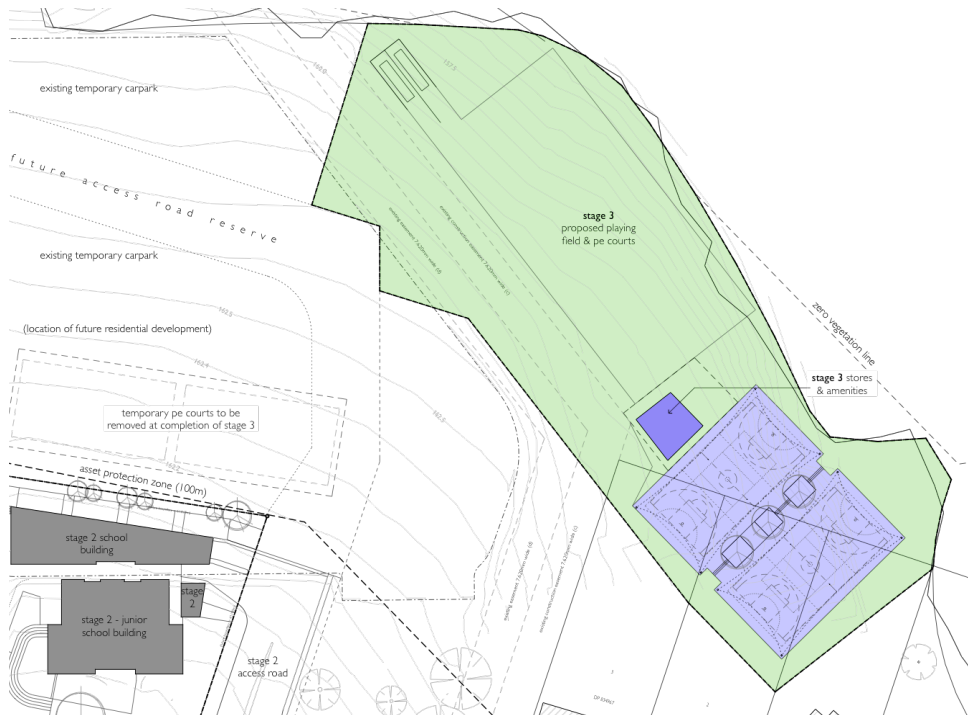 existing temporary carpark
future access road reserve
existing temporary carpark
(location of future residential development)
temporary pe courts to be
removed at completion of stage 3
asset protection zone (100m)
stage 2 school
building
stage
2
stage 2 - junior
school building
stage 2
access road
stage 3
proposed playing
field & pe courts
zero vegetation line
stage 3 stores
& amenities
162.5